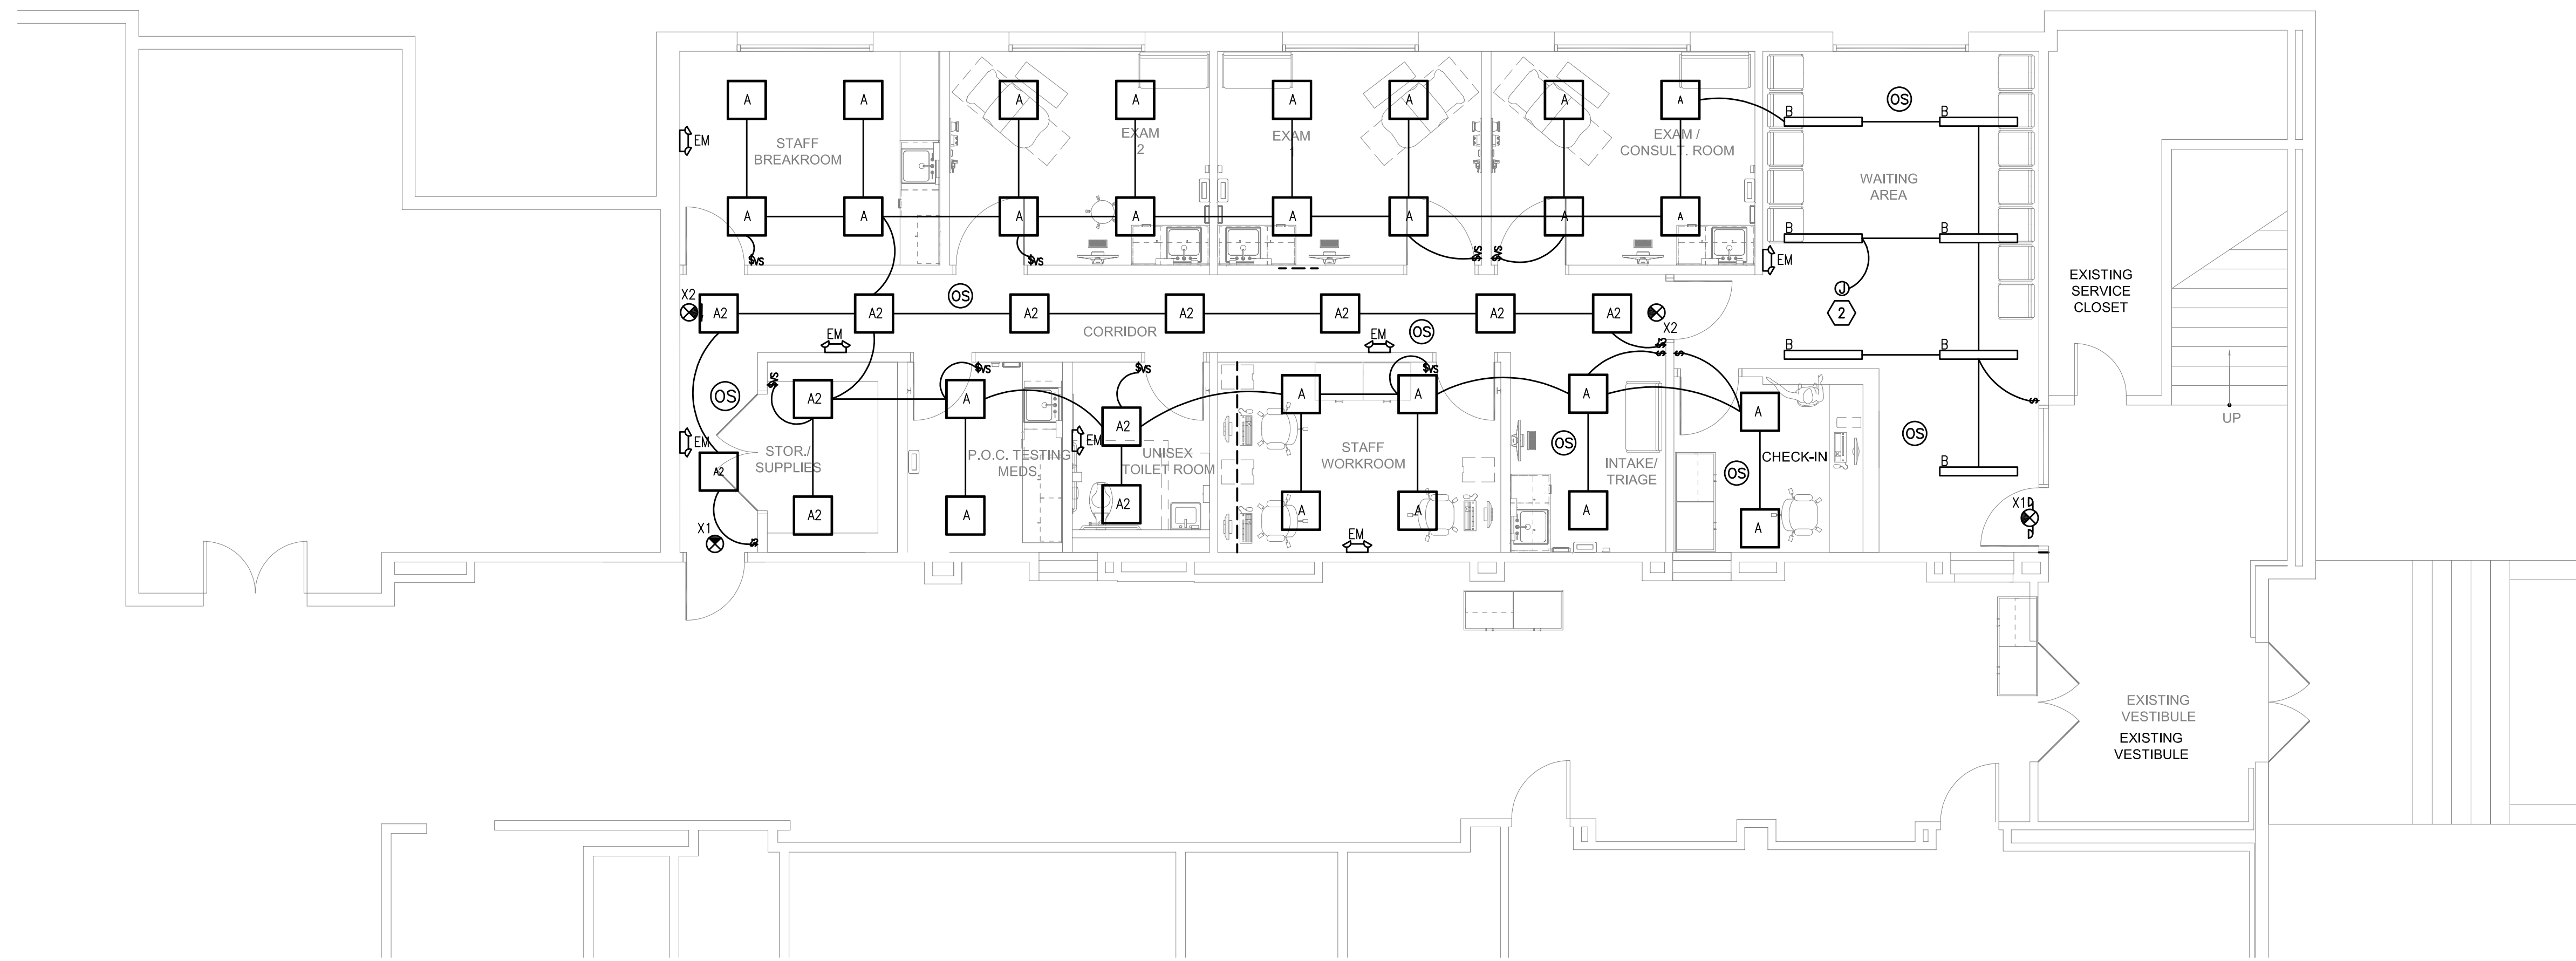 A A A A A A A A
B OS B
EM
STAFF
BREAKROOM
EXAM
2
EXAM
EXAM /
CONSULT. ROOM
WAITING
AREA
A A A A A A A A
B B
$VS $VS $ $VS
EM
VS
EXISTING
SERVICE
CLOSET
J
2
X2
A2 A2 OS A2 A2 A2 A2 A2
X2
CORRIDOR
OS
EM EM
$3
$
$
B B
$VS
$VS
$VS
$VS
OS
A2 A A2 A A A A
$
UP
EM
EM
OS
OS
OS
STOR./
SUPPLIES
P.O.C. TESTING
MEDS.
UNISEX
TOILET ROOM
STAFF
WORKROOM
INTAKE/
TRIAGE
CHECK-IN
B
A2
A2 A A2 A A A A
X1
$3
EM
X1
EXISTING
VESTIBULE
EXISTING
VESTIBULE